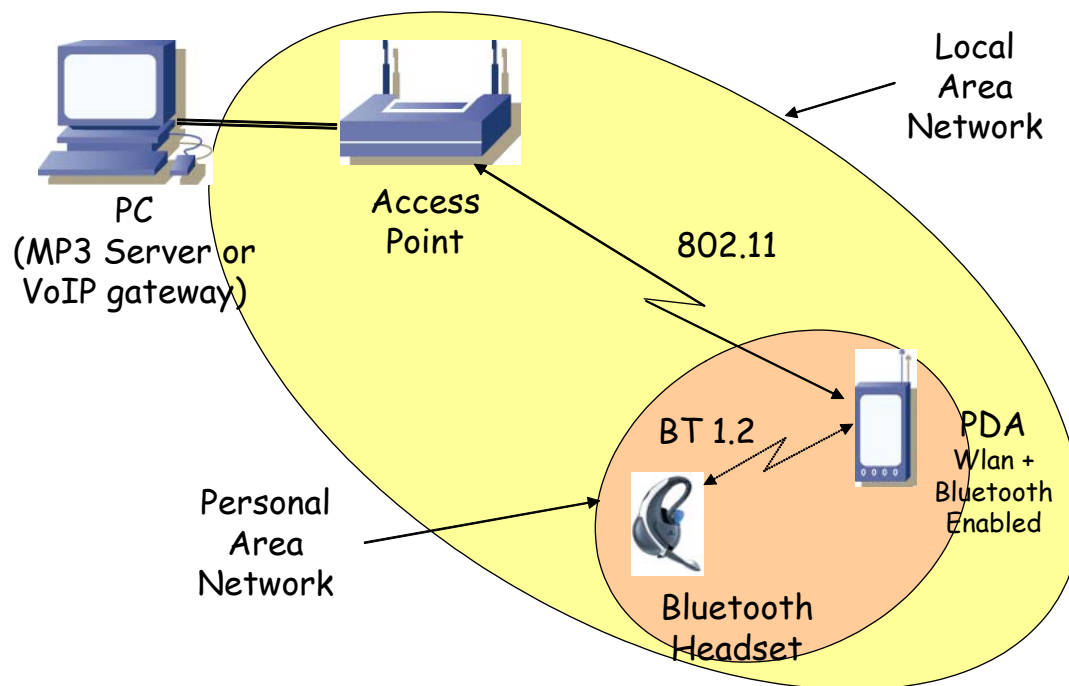 Local
Area
Network
PC
(MP3 Server or
VoIP gateway)
Access
Point
802.11
BT 1.2
PDA
Wlan +
Bluetooth
Enabled
Personal
Area
Network
Bluetooth
Headset